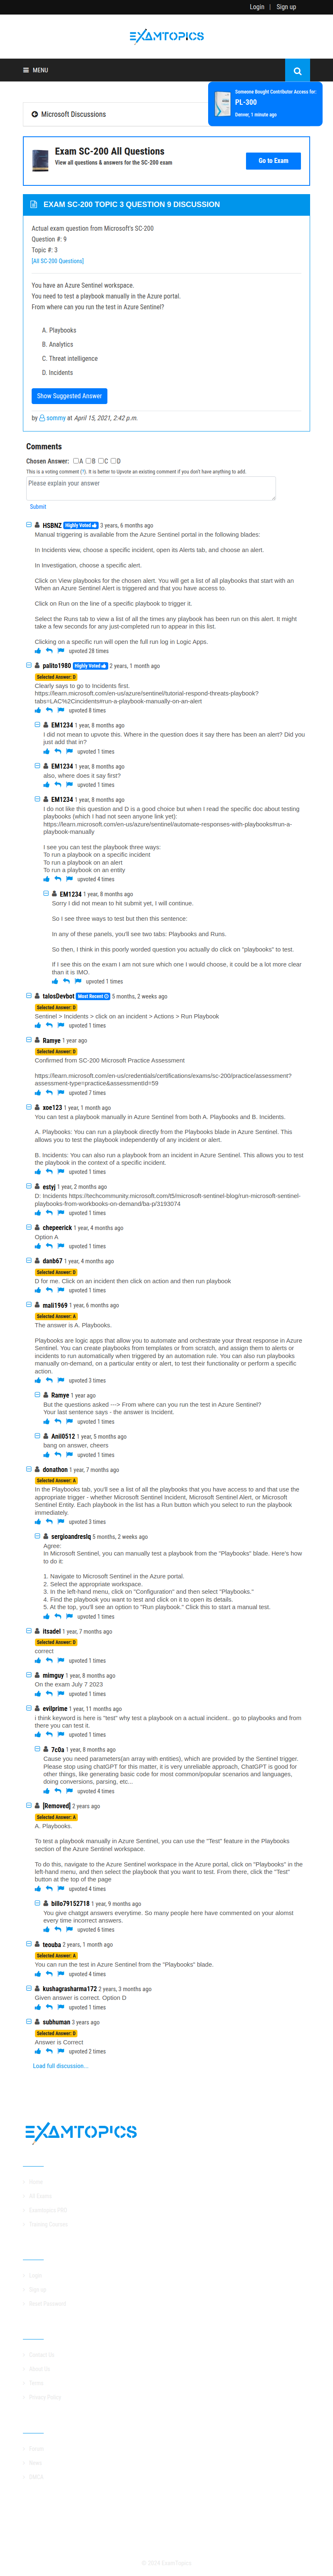 Login | Sign up
EXAMTOPICS
MENU
Someone Bought Contributor Access for:
PL-300
Denver, 1 minute ago
Microsoft Discussions
Exam SC-200 All Questions
View all questions & answers for the SC-200 exam
Go to Exam
EXAM SC-200 TOPIC 3 QUESTION 9 DISCUSSION
Actual exam question from Microsoft's SC-200
Question #: 9
Topic #: 3
[All SC-200 Questions]
You have an Azure Sentinel workspace.
You need to test a playbook manually in the Azure portal.
From where can you run the test in Azure Sentinel?
A. Playbooks
B. Analytics
C. Threat intelligence
D. Incidents
Show Suggested Answer
by sommy at April 15, 2021, 2:42 p.m.
Comments
Chosen Answer: A B C D
This is a voting comment (?). It is better to Upvote an existing comment if you don't have anything to add.
Please explain your answer
Submit
HSBNZ Highly Voted 3 years, 6 months ago
Manual triggering is available from the Azure Sentinel portal in the following blades:
In Incidents view, choose a specific incident, open its Alerts tab, and choose an alert.
In Investigation, choose a specific alert.
Click on View playbooks for the chosen alert. You will get a list of all playbooks that start with an
When an Azure Sentinel Alert is triggered and that you have access to.
Click on Run on the line of a specific playbook to trigger it.
Select the Runs tab to view a list of all the times any playbook has been run on this alert. It might
take a few seconds for any just-completed run to appear in this list.
Clicking on a specific run will open the full run log in Logic Apps.
upvoted 28 times
palito1980 Highly Voted 2 years, 1 month ago
Selected Answer: D
Clearly says to go to Incidents first.
https://learn.microsoft.com/en-us/azure/sentinel/tutorial-respond-threats-playbook?
tabs=LAC%2Cincidents#run-a-playbook-manually-on-an-alert
upvoted 8 times
EM1234 1 year, 8 months ago
I did not mean to upvote this. Where in the question does it say there has been an alert? Did you
just add that in?
upvoted 1 times
EM1234 1 year, 8 months ago
also, where does it say first?
upvoted 1 times
EM1234 1 year, 8 months ago
I do not like this question and D is a good choice but when I read the specific doc about testing
playbooks (which I had not seen anyone link yet):
https://learn.microsoft.com/en-us/azure/sentinel/automate-responses-with-playbooks#run-a-
playbook-manually
I see you can test the playbook three ways:
To run a playbook on a specific incident
To run a playbook on an alert
To run a playbook on an entity
upvoted 4 times
EM1234 1 year, 8 months ago
Sorry I did not mean to hit submit yet, I will continue.
So I see three ways to test but then this sentence:
In any of these panels, you'll see two tabs: Playbooks and Runs.
So then, I think in this poorly worded question you actually do click on "playbooks" to test.
If I see this on the exam I am not sure which one I would choose, it could be a lot more clear
than it is IMO.
upvoted 1 times
talosDevbot Most Recent 5 months, 2 weeks ago
Selected Answer: D
Sentinel > Incidents > click on an incident > Actions > Run Playbook
upvoted 1 times
Ramye 1 year ago
Selected Answer: D
Confirmed from SC-200 Microsoft Practice Assessment
https://learn.microsoft.com/en-us/credentials/certifications/exams/sc-200/practice/assessment?
assessment-type=practice&assessmentId=59
upvoted 7 times
xoe123 1 year, 1 month ago
You can test a playbook manually in Azure Sentinel from both A. Playbooks and B. Incidents.
A. Playbooks: You can run a playbook directly from the Playbooks blade in Azure Sentinel. This
allows you to test the playbook independently of any incident or alert.
B. Incidents: You can also run a playbook from an incident in Azure Sentinel. This allows you to test
the playbook in the context of a specific incident.
upvoted 1 times
estyj 1 year, 2 months ago
D: Incidents https://techcommunity.microsoft.com/t5/microsoft-sentinel-blog/run-microsoft-sentinel-
playbooks-from-workbooks-on-demand/ba-p/3193074
upvoted 1 times
chepeerick 1 year, 4 months ago
Option A
upvoted 1 times
danb67 1 year, 4 months ago
Selected Answer: D
D for me. Click on an incident then click on action and then run playbook
upvoted 1 times
mali1969 1 year, 6 months ago
Selected Answer: A
The answer is A. Playbooks.
Playbooks are logic apps that allow you to automate and orchestrate your threat response in Azure
Sentinel. You can create playbooks from templates or from scratch, and assign them to alerts or
incidents to run automatically when triggered by an automation rule. You can also run playbooks
manually on-demand, on a particular entity or alert, to test their functionality or perform a specific
action.
upvoted 3 times
Ramye 1 year ago
But the questions asked ---> From where can you run the test in Azure Sentinel?
Your last sentence says - the answer is Incident.
upvoted 1 times
Anil0512 1 year, 5 months ago
bang on answer, cheers
upvoted 1 times
donathon 1 year, 7 months ago
Selected Answer: A
In the Playbooks tab, you'll see a list of all the playbooks that you have access to and that use the
appropriate trigger - whether Microsoft Sentinel Incident, Microsoft Sentinel Alert, or Microsoft
Sentinel Entity. Each playbook in the list has a Run button which you select to run the playbook
immediately.
upvoted 3 times
sergioandreslq 5 months, 2 weeks ago
Agree:
In Microsoft Sentinel, you can manually test a playbook from the "Playbooks" blade. Here's how
to do it:
1. Navigate to Microsoft Sentinel in the Azure portal.
2. Select the appropriate workspace.
3. In the left-hand menu, click on "Configuration" and then select "Playbooks."
4. Find the playbook you want to test and click on it to open its details.
5. At the top, you'll see an option to "Run playbook." Click this to start a manual test.
upvoted 1 times
itsadel 1 year, 7 months ago
Selected Answer: D
correct
upvoted 1 times
mimguy 1 year, 8 months ago
On the exam July 7 2023
upvoted 1 times
evilprime 1 year, 11 months ago
i think keyword is here is "test" why test a playbook on a actual incident.. go to playbooks and from
there you can test it.
upvoted 1 times
7c0a 1 year, 8 months ago
Cause you need parameters(an array with entities), which are provided by the Sentinel trigger.
Please stop using chatGPT for this matter, it is very unreliable approach, ChatGPT is good for
other things, like generating basic code for most common/popular scenarios and languages,
doing conversions, parsing, etc...
upvoted 4 times
[Removed] 2 years ago
Selected Answer: A
A. Playbooks.
To test a playbook manually in Azure Sentinel, you can use the "Test" feature in the Playbooks
section of the Azure Sentinel workspace.
To do this, navigate to the Azure Sentinel workspace in the Azure portal, click on "Playbooks" in the
left-hand menu, and then select the playbook that you want to test. From there, click the "Test"
button at the top of the page
upvoted 4 times
billo79152718 1 year, 9 months ago
You give chatgpt answers everytime. So many people here have commented on your alomst
every time incorrect answers.
upvoted 6 times
teouba 2 years, 1 month ago
Selected Answer: A
You can run the test in Azure Sentinel from the "Playbooks" blade.
upvoted 4 times
kushagrasharma172 2 years, 3 months ago
Given answer is correct. Option D
upvoted 1 times
subhuman 3 years ago
Selected Answer: D
Answer is Correct
upvoted 2 times
Load full discussion...
EXAMTOPICS